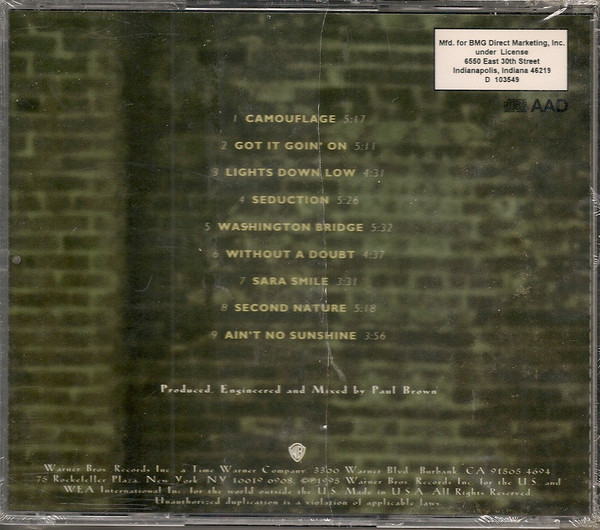 Mfd. for BMG Direct Marketing, Inc.
under License
6550 East 30th Street
Indianapolis, Indiana 46219
D 103549
AAD
1 CAMOUFLAGE 5:17
2 GOT IT GOIN' ON 5:11
3 LIGHTS DOWN LOW 4:31
4 SEDUCTION 5:26
5 WASHINGTON BRIDGE 5:32
6 WITHOUT A DOUBT 4:37
7 SARA SMILE 3:31
8 SECOND NATURE 5:18
9 AIN'T NO SUNSHINE 3:56
Produced, Engineered and Mixed by Paul Brown
WB
Warner Bros. Records Inc., a Time Warner Company, 3300 Warner Blvd., Burbank, CA 91505-4694
75 Rockefeller Plaza, New York, NY 10019-0908. ©℗1995 Warner Bros. Records Inc. for the U.S. and
WEA International Inc. for the world outside the U.S. Made in U.S.A. All Rights Reserved.
Unauthorized duplication is a violation of applicable laws.